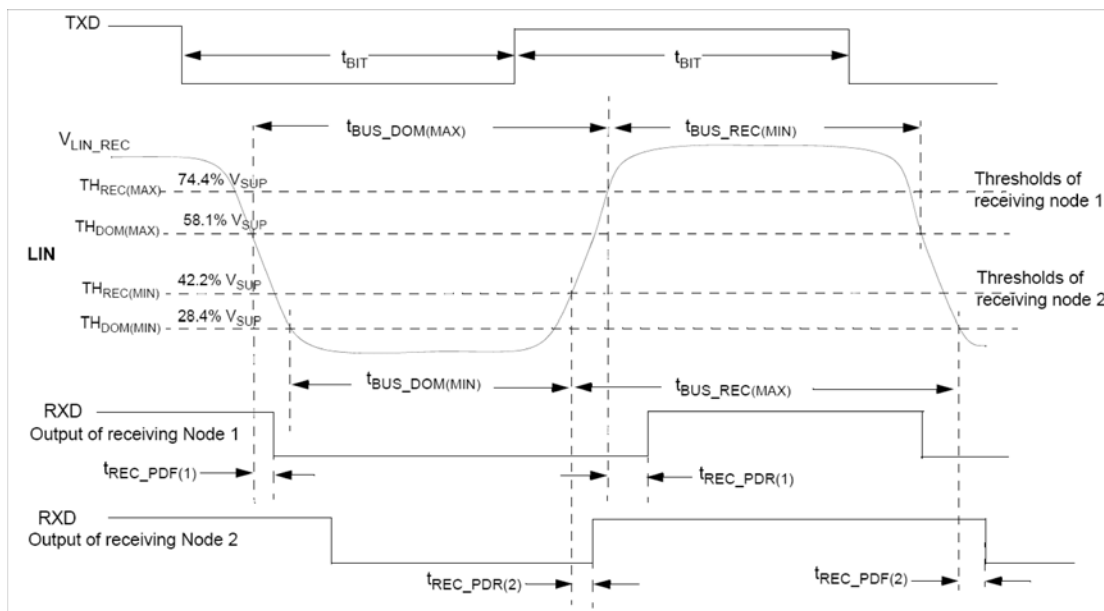 TXD
tBIT
tBIT
tBUS_DOM(MAX)
tBUS_REC(MIN)
VLIN_REC
THREC(MAX) 74.4% VSUP
Thresholds of
receiving node 1
THDOM(MAX) 58.1% VSUP
LIN
THREC(MIN) 42.2% VSUP
Thresholds of
receiving node 2
THDOM(MIN) 28.4% VSUP
tBUS_DOM(MIN)
tBUS_REC(MAX)
RXD
Output of receiving Node 1
tREC_PDF(1)
tREC_PDR(1)
RXD
Output of receiving Node 2
tREC_PDR(2)
tREC_PDF(2)